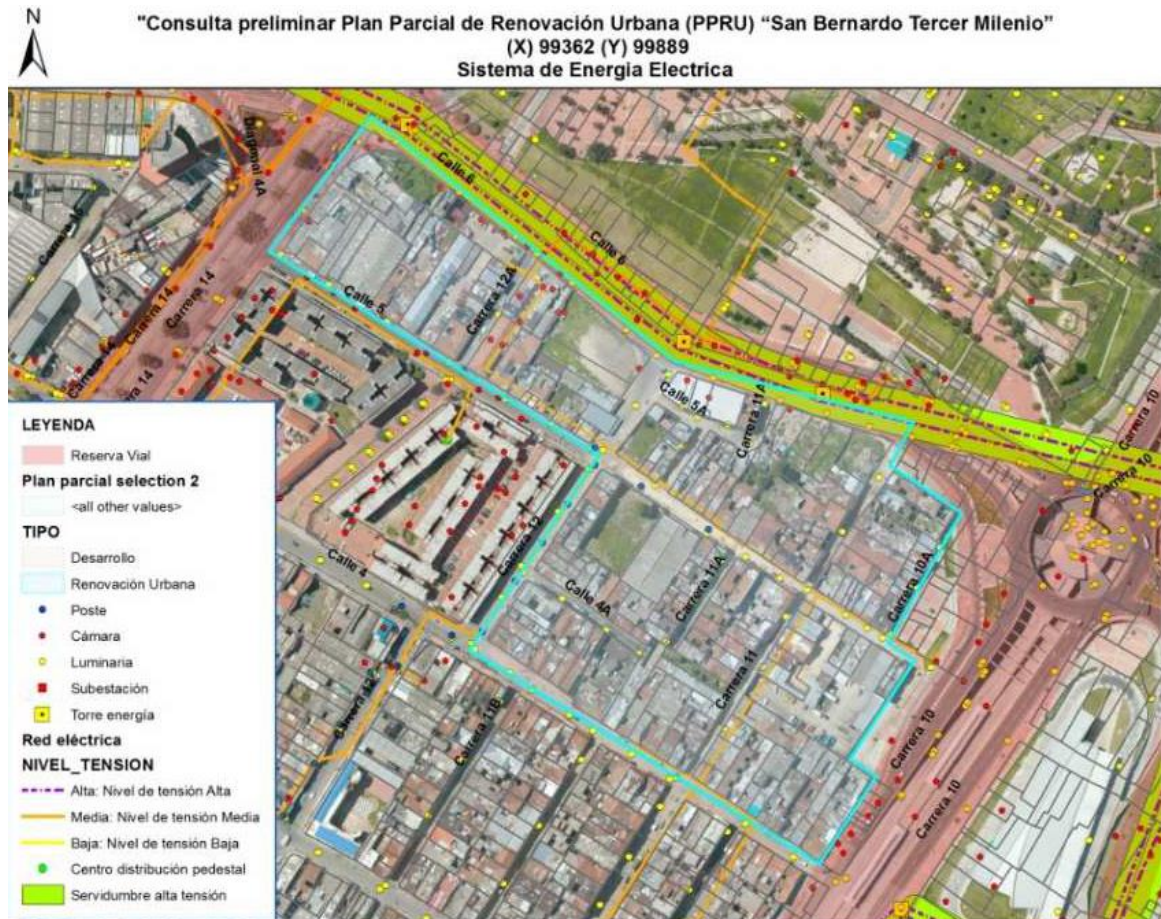 "Consulta preliminar Plan Parcial de Renovación Urbana (PPRU) “San Bernardo Tercer Milenio”
(X) 99362 (Y) 99889
Sistema de Energia Electrica
N
Diagonal 4A
Calle 6
Calle 6
Carrera 14
Carrera 14
Carrera 14
Calle 5
Carrera 12A
Calle 5A
Carrera 11A
Carrera 10
Carrera 10
Carrera 12
Calle 4
Calle 4A
Carrera 11A
Carrera 10A
Carrera 11
Carrera 11B
Carrera 10
Carrera 10
LEYENDA
Reserva Vial
Plan parcial selection 2
<all other values>
TIPO
Desarrollo
Renovación Urbana
Poste
Cámara
Luminaria
Subestación
Torre energía
Red eléctrica
NIVEL_TENSION
Alta: Nivel de tensión Alta
Media: Nivel de tensión Media
Baja: Nivel de tensión Baja
Centro distribución pedestal
Servidumbre alta tensión